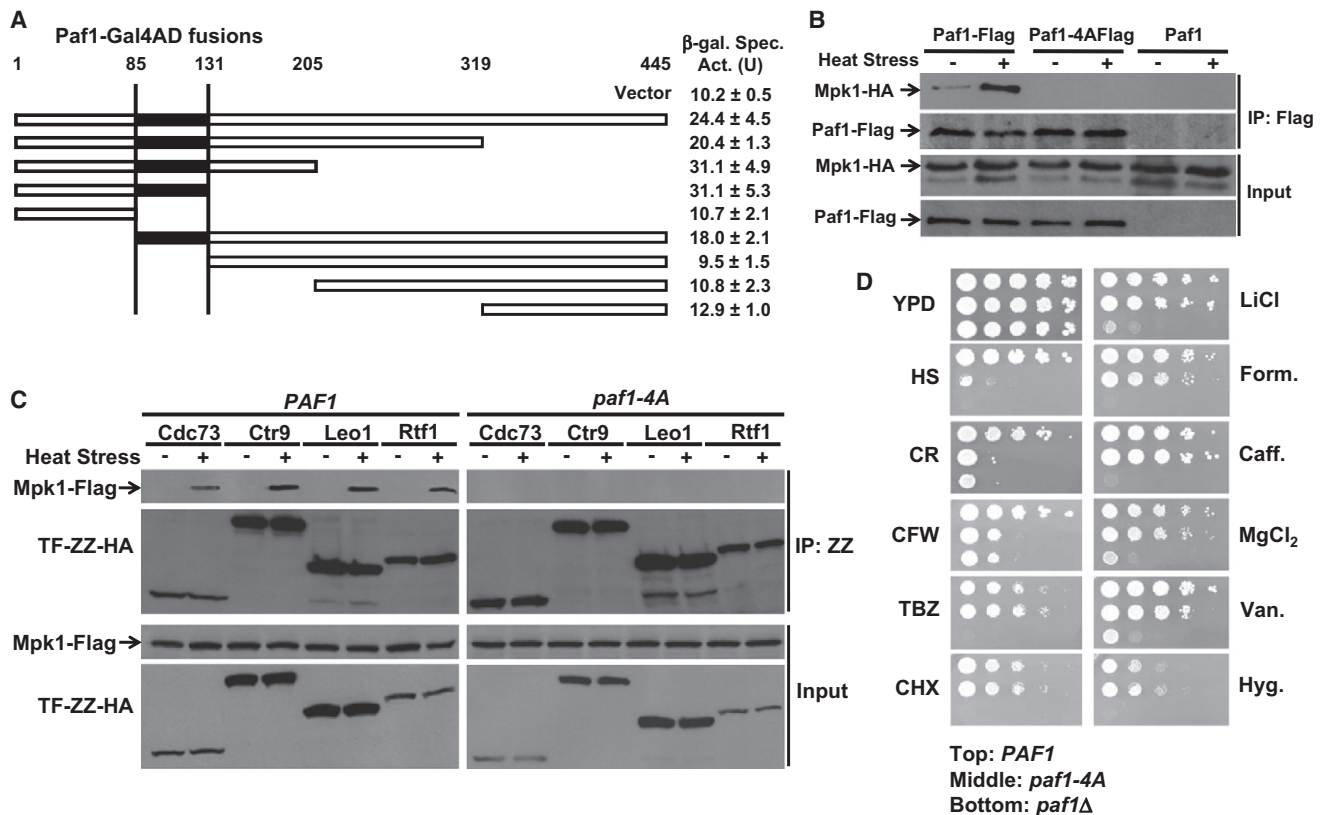 A
Paf1-Gal4AD fusions
1 85 131 205 319 445
β-gal. Spec.
Act. (U)
Vector 10.2 ± 0.5
24.4 ± 4.5
20.4 ± 1.3
31.1 ± 4.9
31.1 ± 5.3
10.7 ± 2.1
18.0 ± 2.1
9.5 ± 1.5
10.8 ± 2.3
12.9 ± 1.0
B
Paf1-Flag Paf1-4AFlag Paf1
Heat Stress - + - + - +
Mpk1-HA
Paf1-Flag
IP: Flag
Mpk1-HA
Paf1-Flag
Input
C
PAF1 paf1-4A
Cdc73 Ctr9 Leo1 Rtf1 Cdc73 Ctr9 Leo1 Rtf1
Heat Stress - + - + - + - + - + - + - + - +
Mpk1-Flag
TF-ZZ-HA
IP: ZZ
Mpk1-Flag
TF-ZZ-HA
Input
D
YPD LiCl
HS Form.
CR Caff.
CFW MgCl2
TBZ Van.
CHX Hyg.
Top: PAF1
Middle: paf1-4A
Bottom: paf1Δ